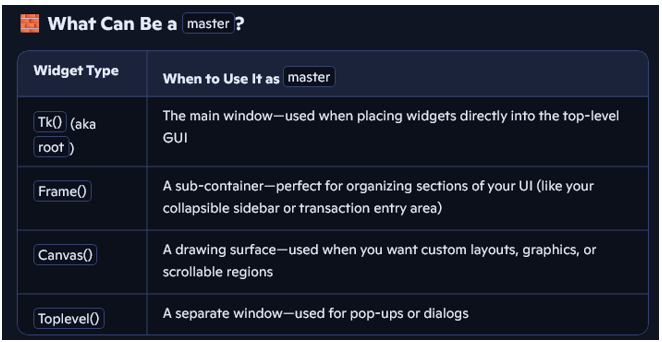 🧱 What Can Be a master?
Widget Type
When to Use It as master
Tk() (aka
root)
The main window—used when placing widgets directly into the top-level
GUI
Frame()
A sub-container—perfect for organizing sections of your UI (like your
collapsible sidebar or transaction entry area)
Canvas()
A drawing surface—used when you want custom layouts, graphics, or
scrollable regions
Toplevel()
A separate window—used for pop-ups or dialogs